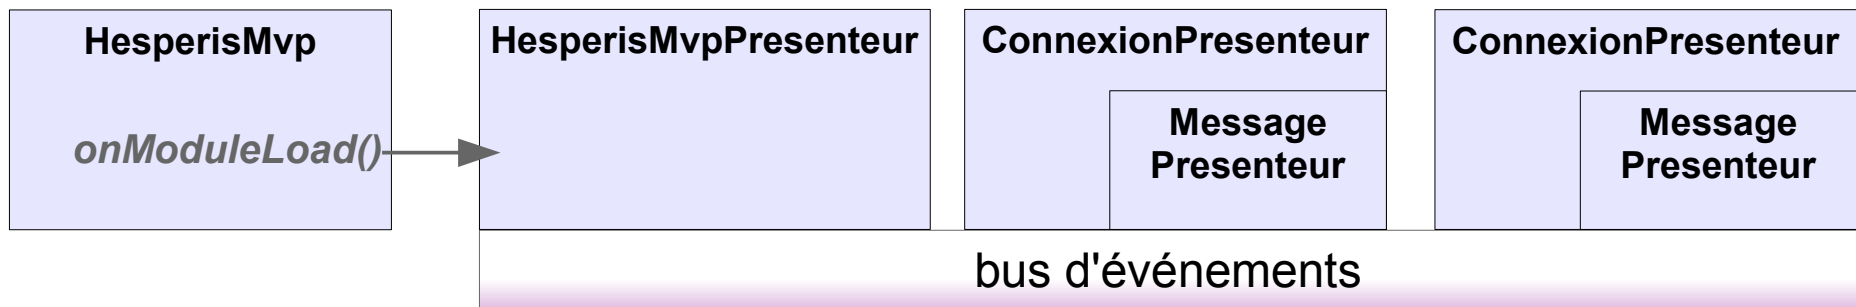 HesperisMvp
onModuleLoad()
HesperisMvpPresenteur
ConnexionPresenteur
Message
Presenteur
ConnexionPresenteur
Message
Presenteur
bus d'événements